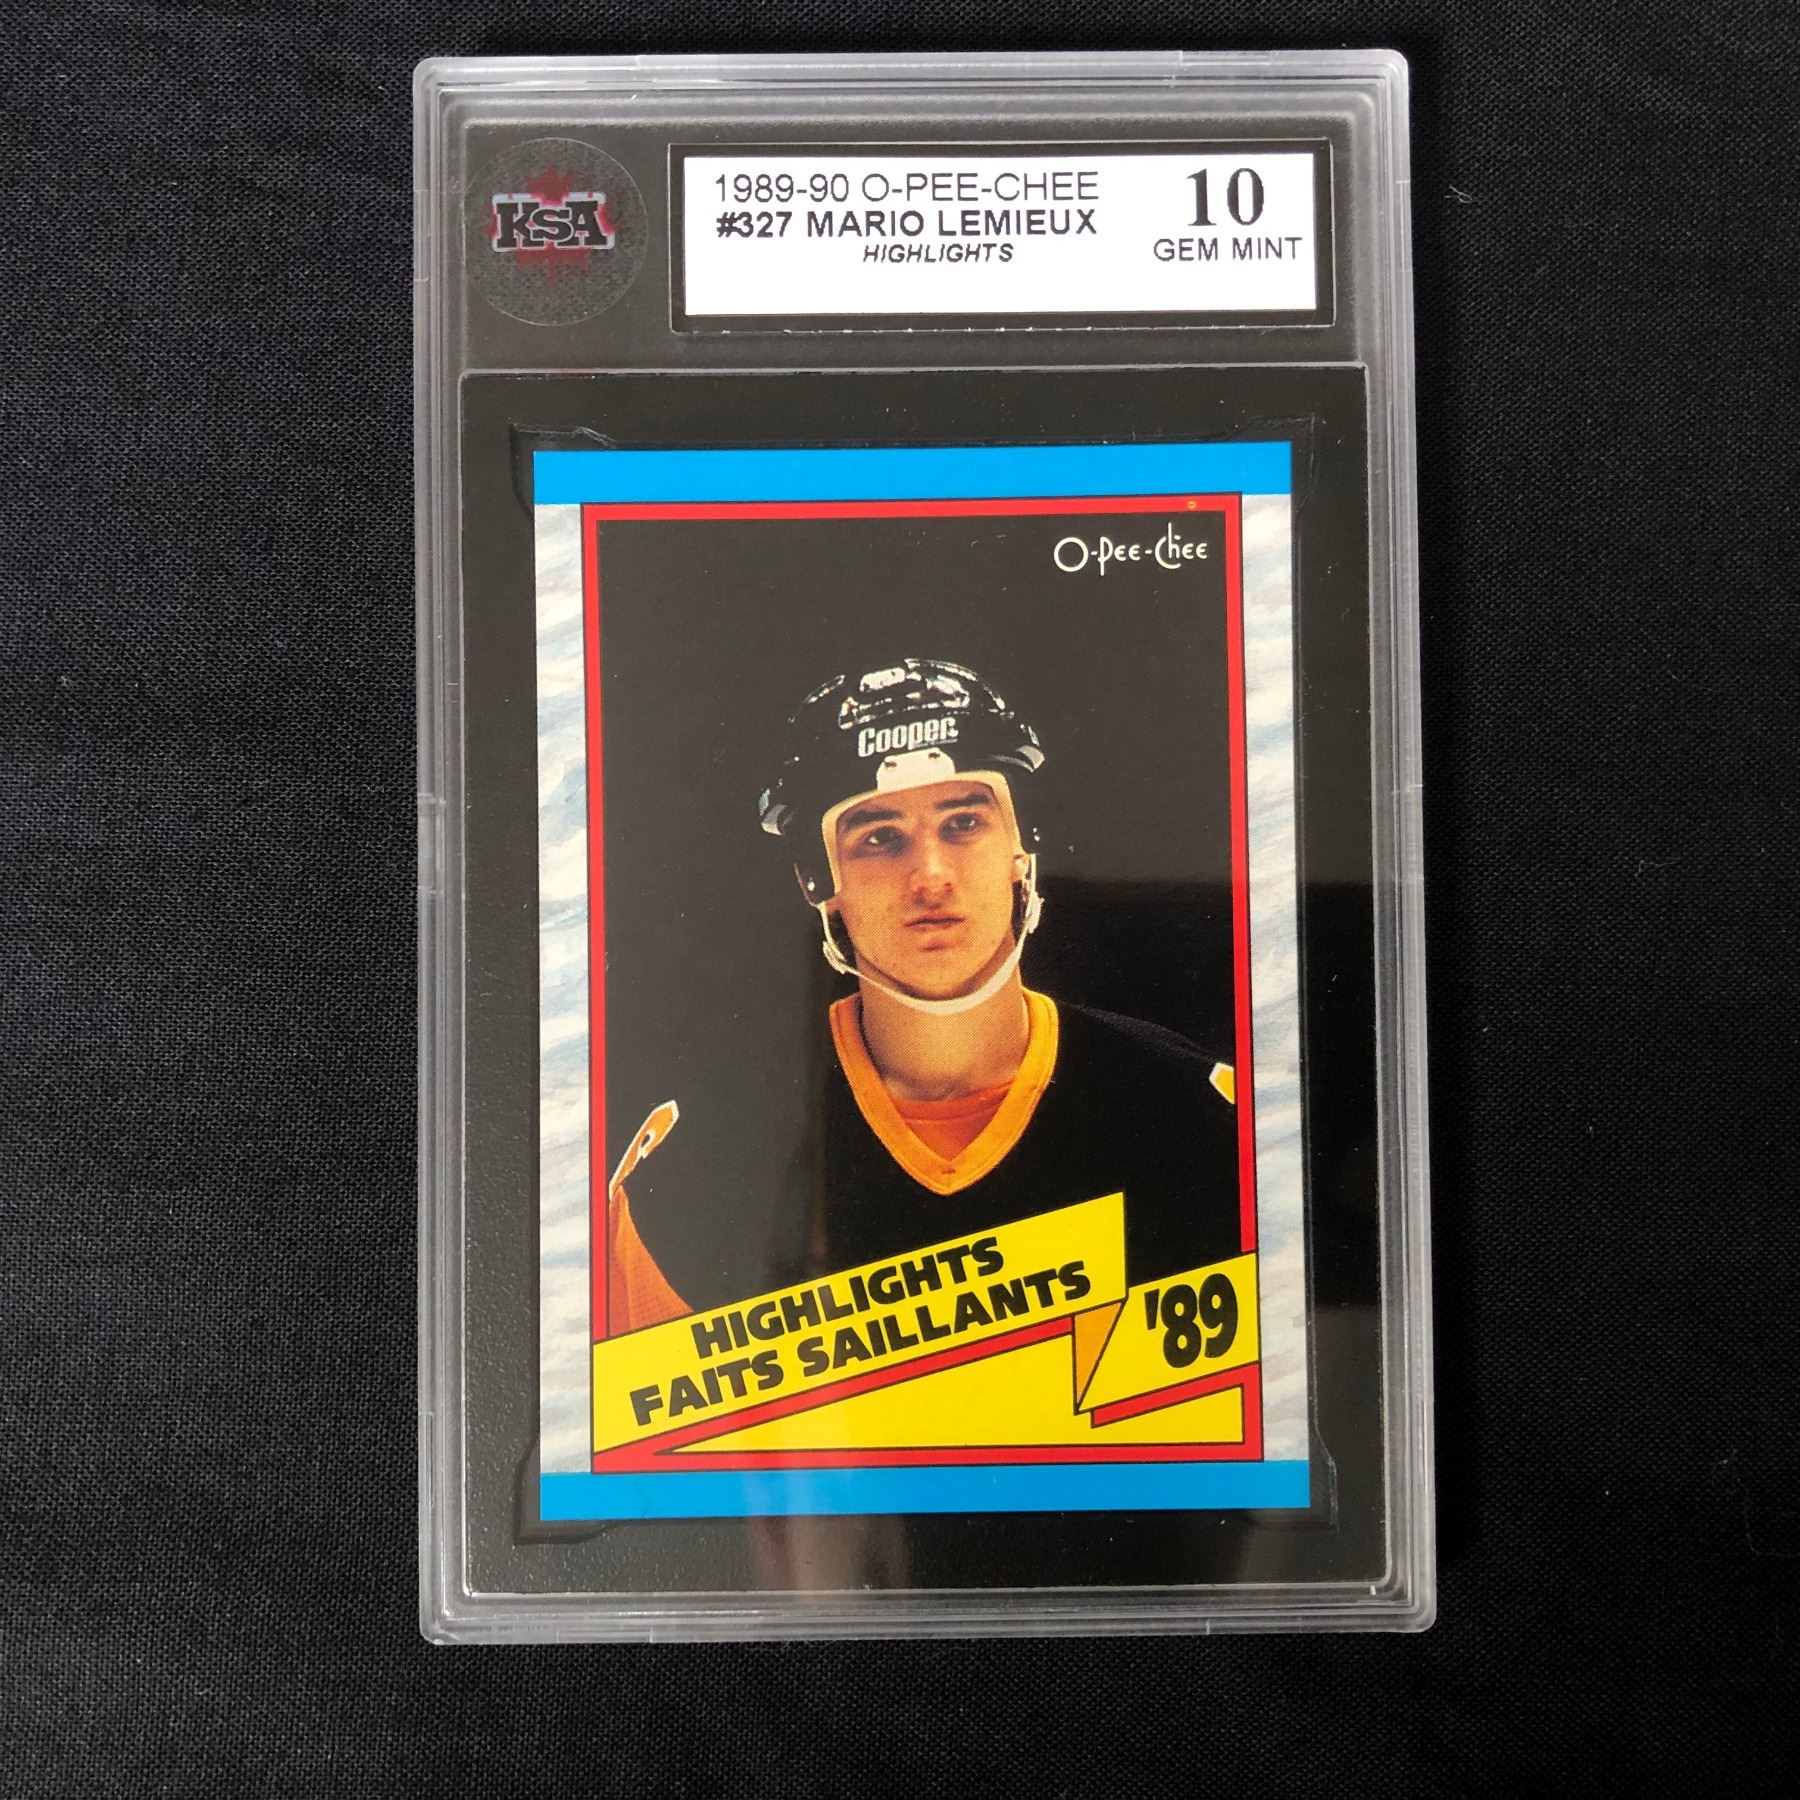 KSA
1989-90 O-PEE-CHEE
#327 MARIO LEMIEUX
HIGHLIGHTS
10
GEM MINT
O-Pee-Chee
Cooper
HIGHLIGHTS
FAITS SAILLANTS
'89